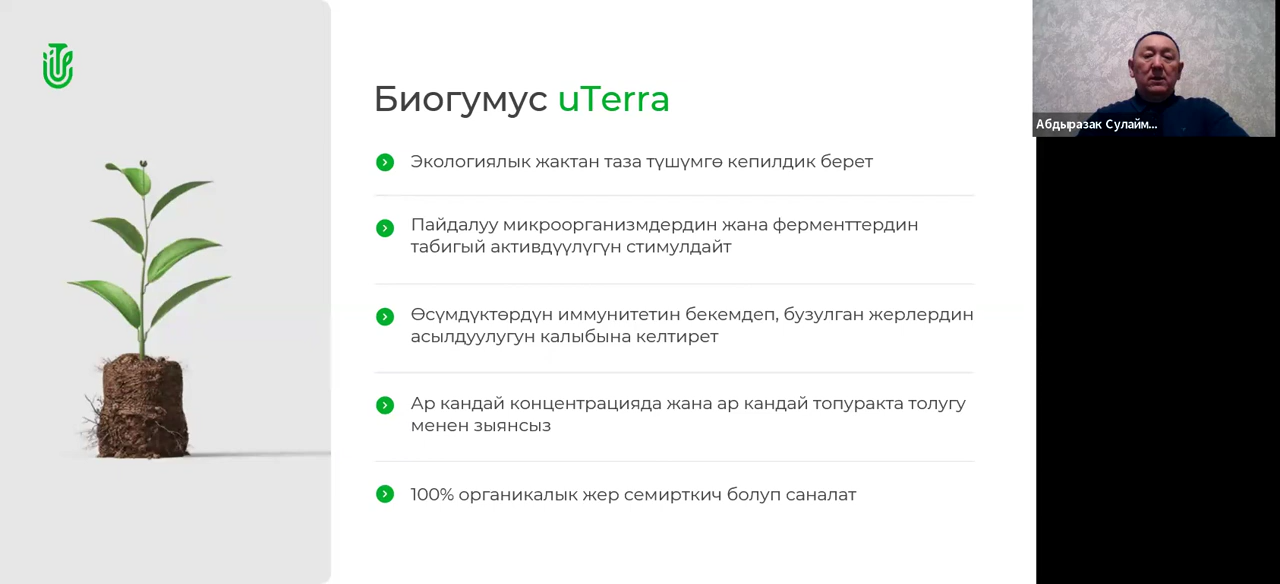 Биогумус uTerra
Экологиялык жактан таза түшүмгө кепилдик берет
Пайдалуу микроорганизмдердин жана ферменттердин
табигый активдүүлүгүн стимулдайт
Өсүмдүктөрдүн иммунитетин бекемдеп, бузулган жерлердин
асылдуулугун калыбына келтирет
Ар кандай концентрацияда жана ар кандай топуракта толугу
менен зыянсыз
100% органикалык жер семирткич болуп саналат
Абдыразак Сулайм...